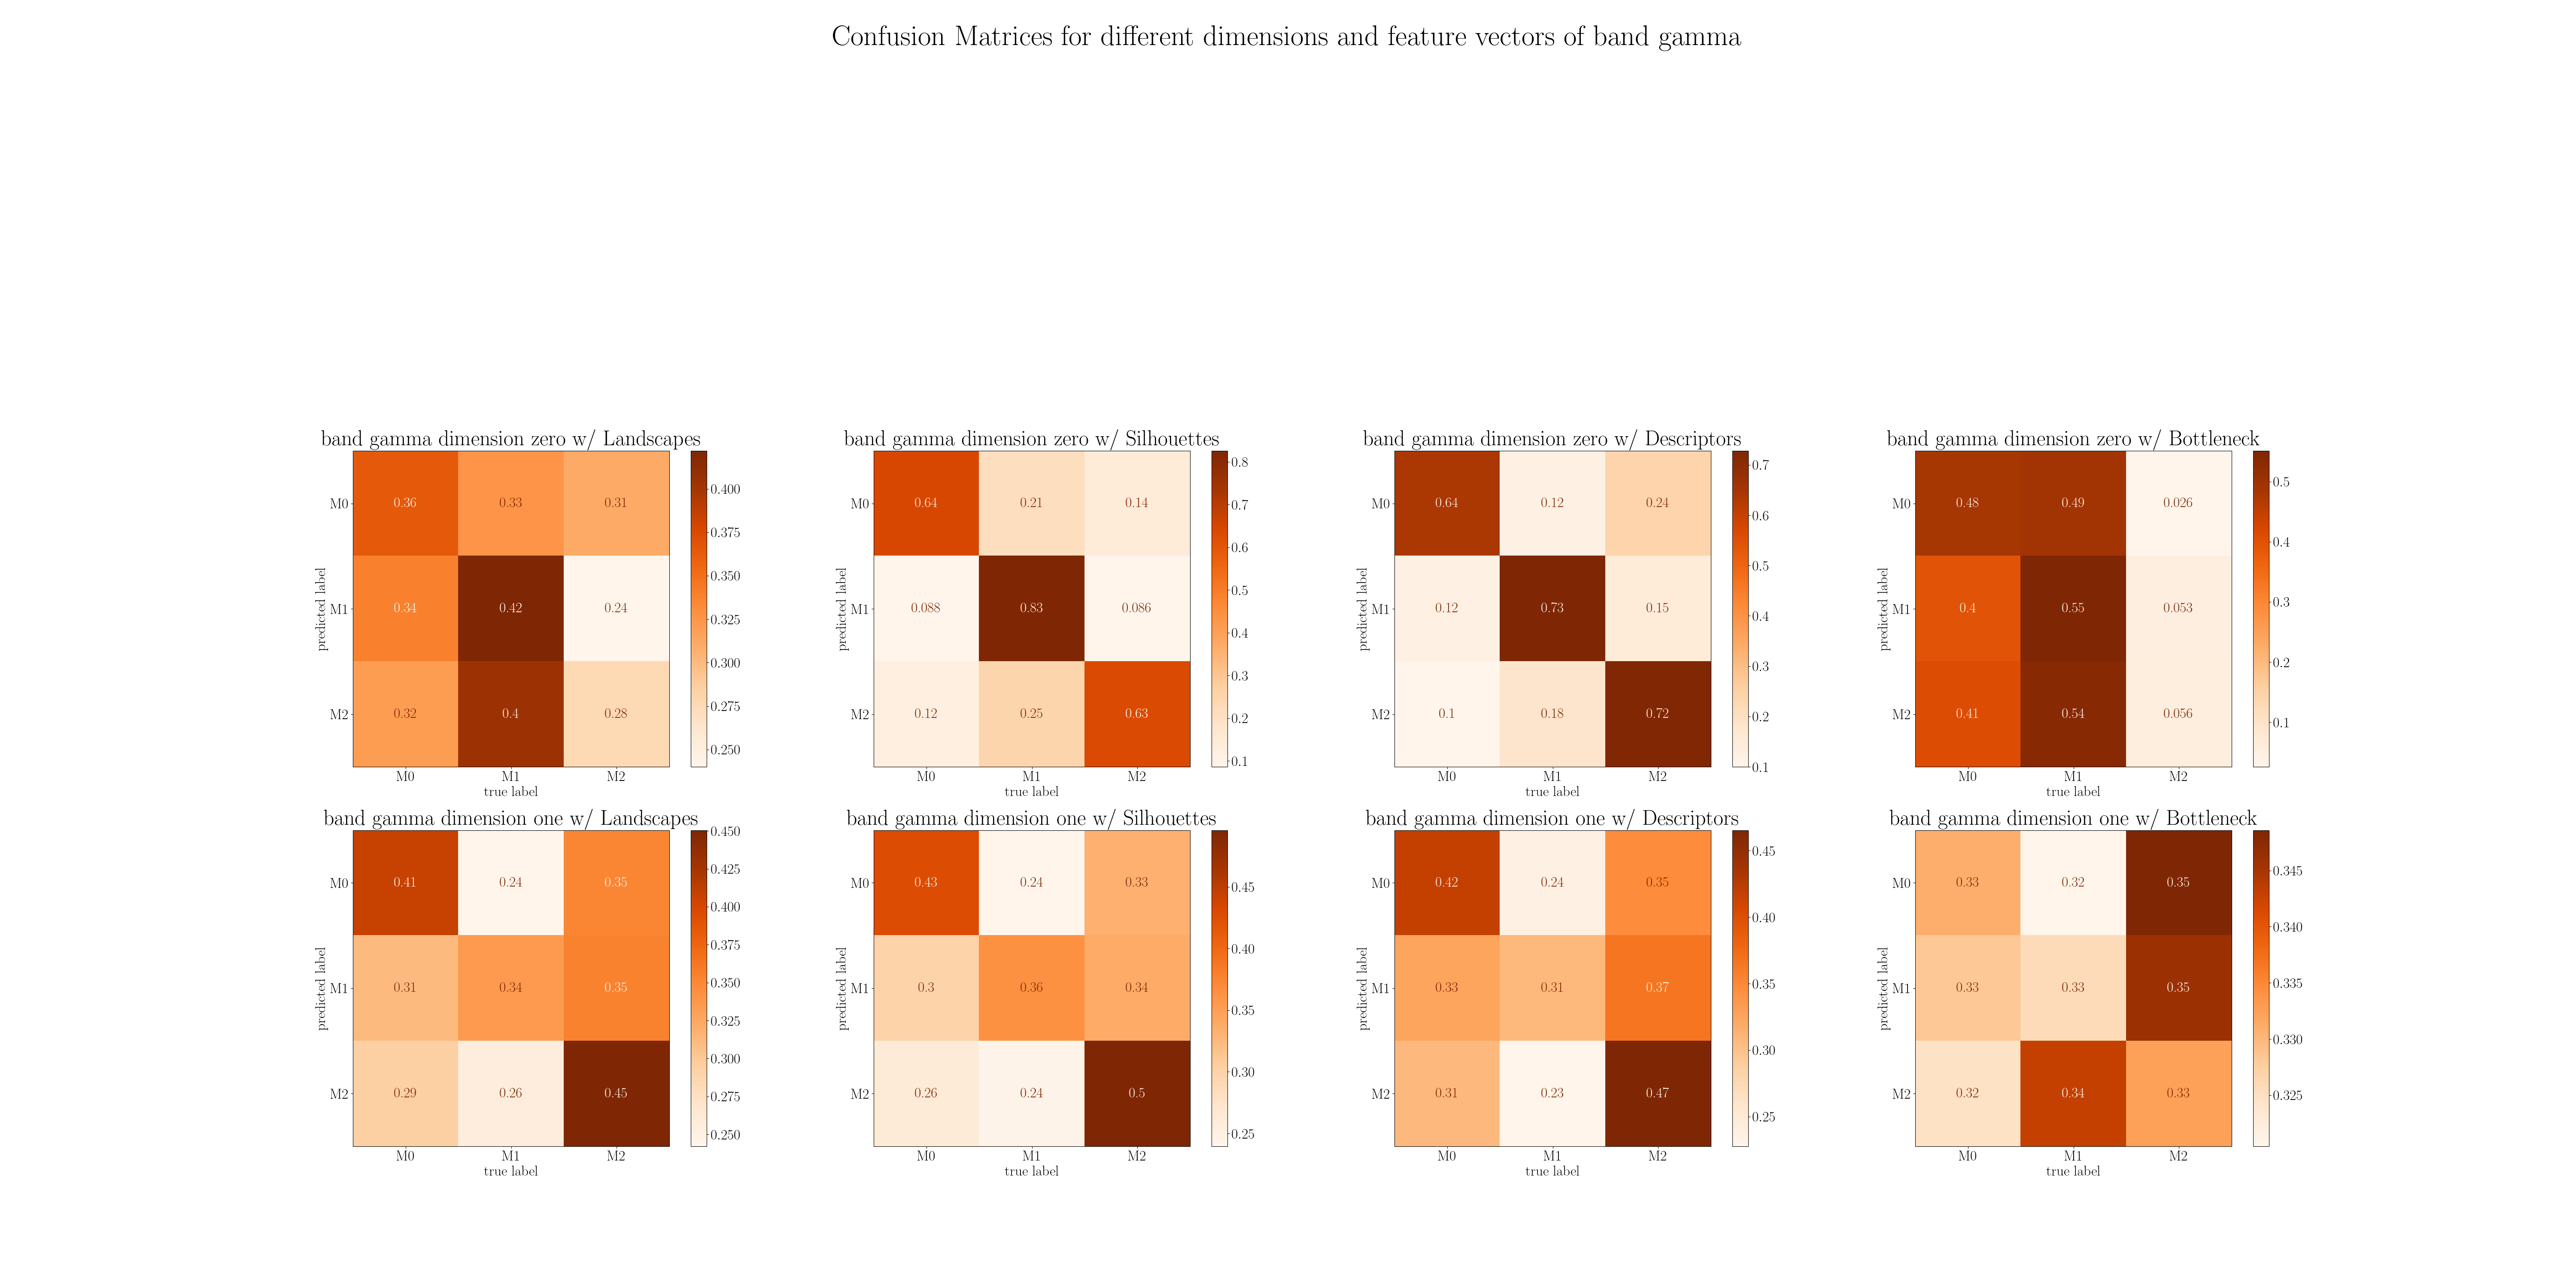 Confusion Matrices for different dimensions and feature vectors of band gamma
band gamma dimension zero w/ Landscapes
predicted label
M0 0.36 0.33 0.31
M1 0.34 0.42 0.24
M2 0.32 0.4 0.28
M0 M1 M2
true label
0.400
0.375
0.350
0.325
0.300
0.275
0.250
band gamma dimension zero w/ Silhouettes
predicted label
M0 0.64 0.21 0.14
M1 0.088 0.83 0.086
M2 0.12 0.25 0.63
M0 M1 M2
true label
0.8
0.7
0.6
0.5
0.4
0.3
0.2
0.1
band gamma dimension zero w/ Descriptors
predicted label
M0 0.64 0.12 0.24
M1 0.12 0.73 0.15
M2 0.1 0.18 0.72
M0 M1 M2
true label
0.7
0.6
0.5
0.4
0.3
0.2
0.1
band gamma dimension zero w/ Bottleneck
predicted label
M0 0.48 0.49 0.026
M1 0.4 0.55 0.053
M2 0.41 0.54 0.056
M0 M1 M2
true label
0.5
0.4
0.3
0.2
0.1
band gamma dimension one w/ Landscapes
predicted label
M0 0.41 0.24 0.35
M1 0.31 0.34 0.35
M2 0.29 0.26 0.45
M0 M1 M2
true label
0.450
0.425
0.400
0.375
0.350
0.325
0.300
0.275
0.250
band gamma dimension one w/ Silhouettes
predicted label
M0 0.43 0.24 0.33
M1 0.3 0.36 0.34
M2 0.26 0.24 0.5
M0 M1 M2
true label
0.45
0.40
0.35
0.30
0.25
band gamma dimension one w/ Descriptors
predicted label
M0 0.42 0.24 0.35
M1 0.33 0.31 0.37
M2 0.31 0.23 0.47
M0 M1 M2
true label
0.45
0.40
0.35
0.30
0.25
band gamma dimension one w/ Bottleneck
predicted label
M0 0.33 0.32 0.35
M1 0.33 0.33 0.35
M2 0.32 0.34 0.33
M0 M1 M2
true label
0.345
0.340
0.335
0.330
0.325